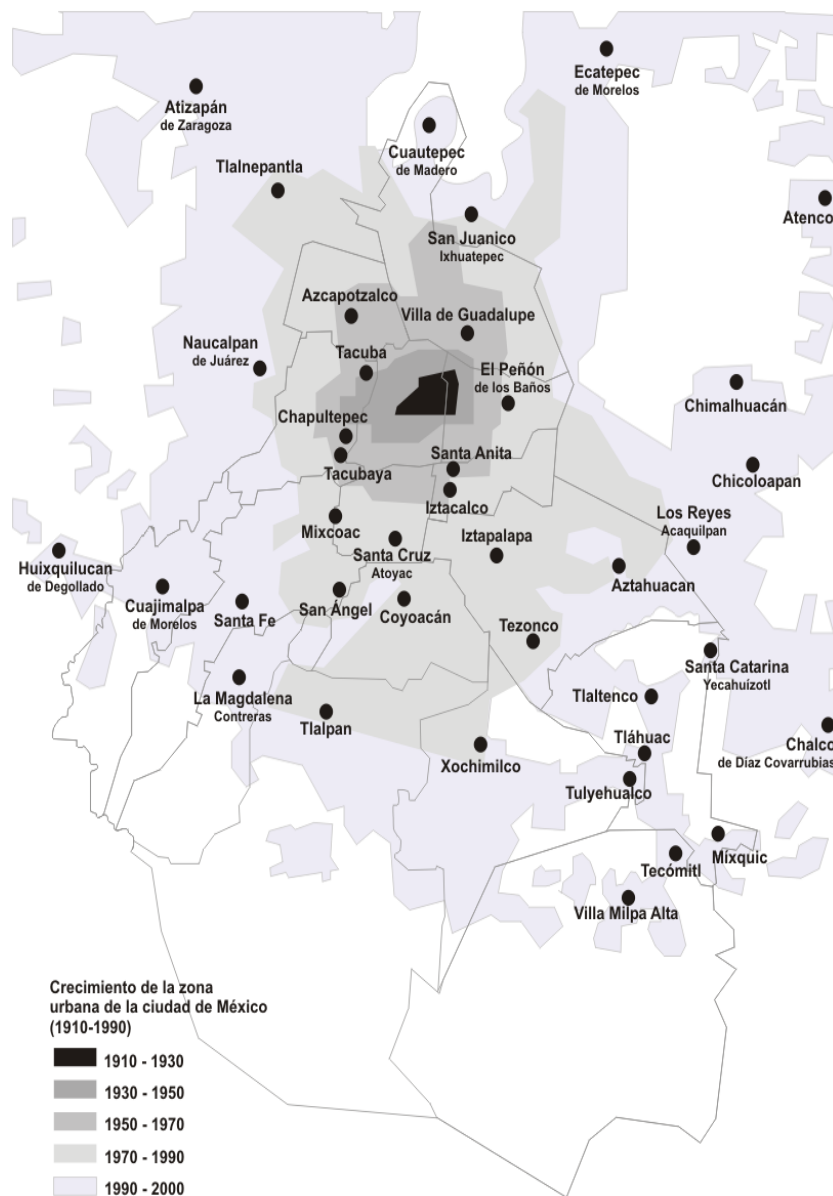 Ecatepec
de Morelos
Atizapán
de Zaragoza
Cuautepec
de Madero
Tlalnepantla
Atenco
San Juanico
Ixhuatepec
Azcapotzalco
Villa de Guadalupe
Naucalpan
de Juárez
Tacuba
El Peñón
de los Baños
Chimalhuacán
Chapultepec
Santa Anita
Tacubaya
Chicoloapan
Iztacalco
Los Reyes
Acaquilpan
Mixcoac
Iztapalapa
Santa Cruz
Atoyac
Huixquilucan
de Degollado
Aztahuacan
Cuajimalpa
de Morelos
Santa Fe
San Ángel
Coyoacán
Tezonco
Santa Catarina
Yecahuízotl
La Magdalena
Contreras
Tlaltenco
Tlalpan
Tláhuac
Chalco
de Díaz Covarrubias
Xochimilco
Tulyehualco
Míxquic
Tecómitl
Villa Milpa Alta
Crecimiento de la zona
urbana de la ciudad de México
(1910-1990)
1910 - 1930
1930 - 1950
1950 - 1970
1970 - 1990
1990 - 2000